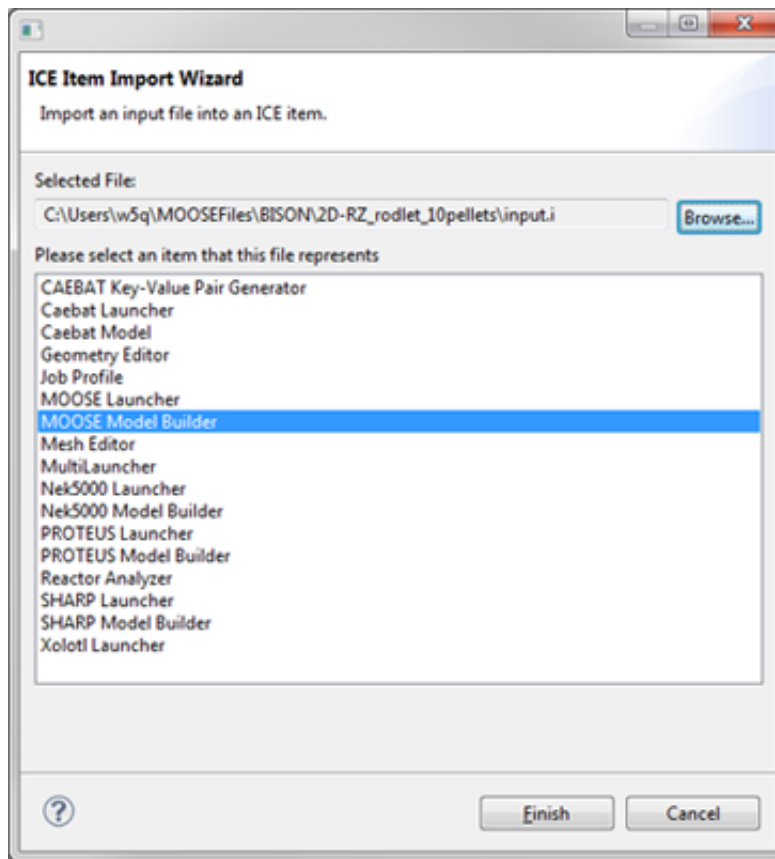 ICE Item Import Wizard
Import an input file into an ICE item.
Selected File:
C:\Users\w5q\MOOSEFiles\BISON\2D-RZ_rodlet_10pellets\input.i Browse...
Please select an item that this file represents
CAEBAT Key-Value Pair Generator
Caebat Launcher
Caebat Model
Geometry Editor
Job Profile
MOOSE Launcher
MOOSE Model Builder
Mesh Editor
MultiLauncher
Nek5000 Launcher
Nek5000 Model Builder
PROTEUS Launcher
PROTEUS Model Builder
Reactor Analyzer
SHARP Launcher
SHARP Model Builder
Xolotl Launcher
? Finish Cancel